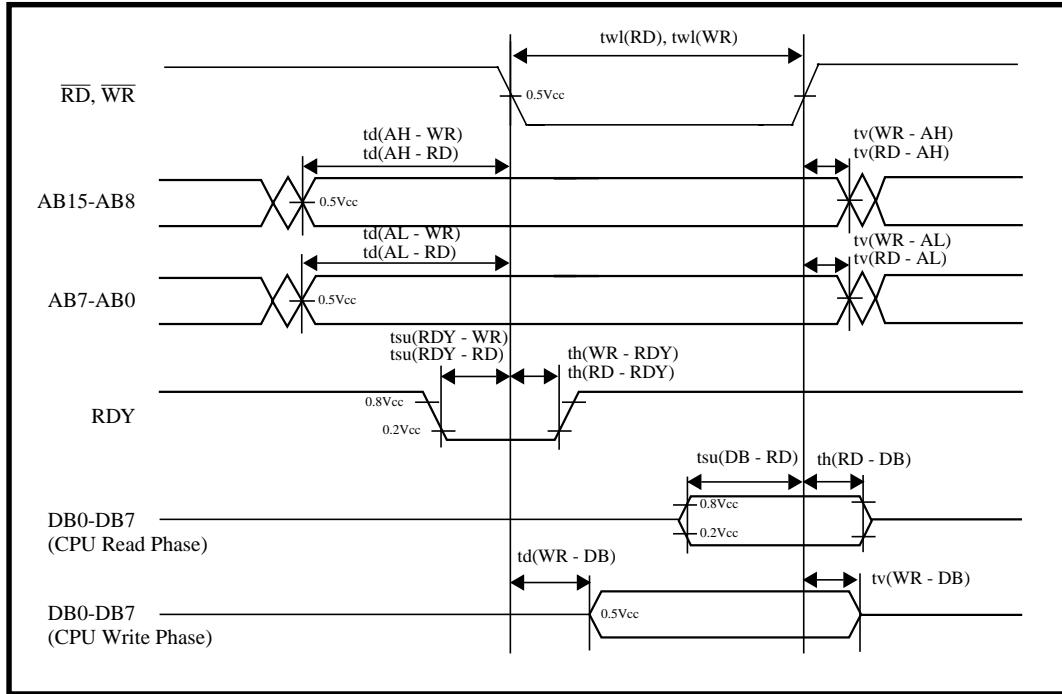 twl(RD), twl(WR)
RD, WR
0.5Vcc
td(AH - WR)
td(AH - RD)
tv(WR - AH)
tv(RD - AH)
AB15-AB8
0.5Vcc
td(AL - WR)
td(AL - RD)
tv(WR - AL)
tv(RD - AL)
AB7-AB0
0.5Vcc
tsu(RDY - WR)
tsu(RDY - RD)
th(WR - RDY)
th(RD - RDY)
RDY
0.8Vcc
0.2Vcc
tsu(DB - RD)
th(RD - DB)
DB0-DB7
(CPU Read Phase)
0.8Vcc
0.2Vcc
td(WR - DB)
tv(WR - DB)
DB0-DB7
(CPU Write Phase)
0.5Vcc